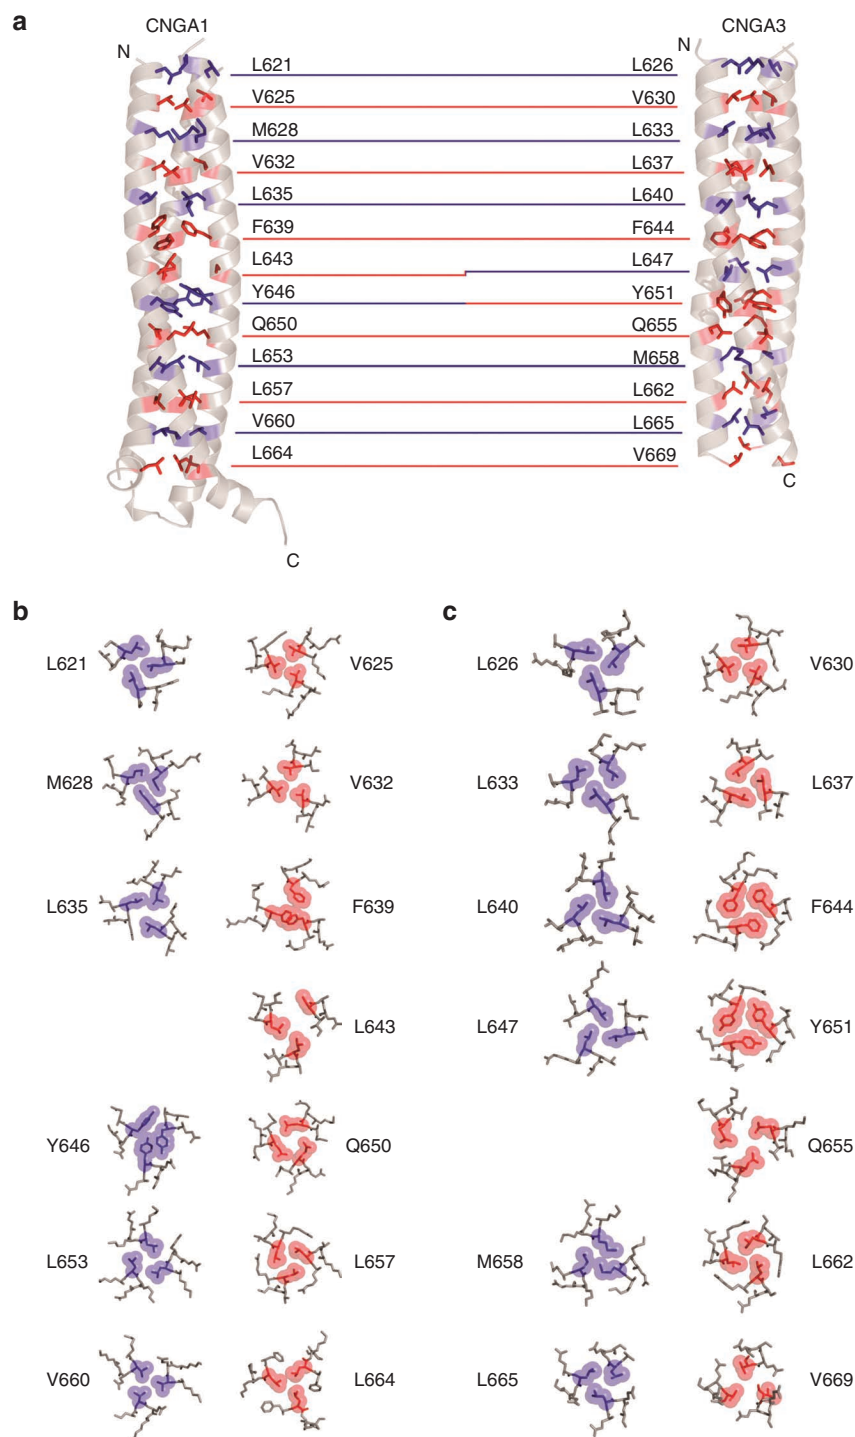 a
CNGA1 CNGA3
N N
L621 L626
V625 V630
M628 L633
V632 L637
L635 L640
F639 F644
L643 L647
Y646 Y651
Q650 Q655
L653 M658
L657 L662
V660 L665
L664 V669
C
C
b c
L621 V625 L626 V630
M628 V632 L633 L637
L635 F639 L640 F644
L643 L647 Y651
Y646 Q650 Q655
L653 L657 M658 L662
V660 L664 L665 V669